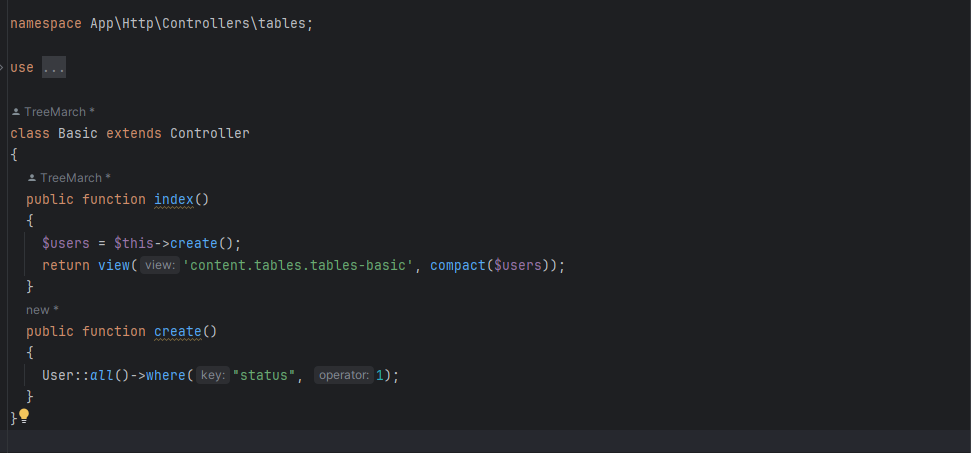 namespace App\Http\Controllers\tables;
use ...
TreeMarch *
class Basic extends Controller
{
TreeMarch *
public function index()
{
$users = $this->create();
return view( view: 'content.tables.tables-basic', compact($users));
}
new *
public function create()
{
User::all()->where( key: "status", operator: 1);
}
}